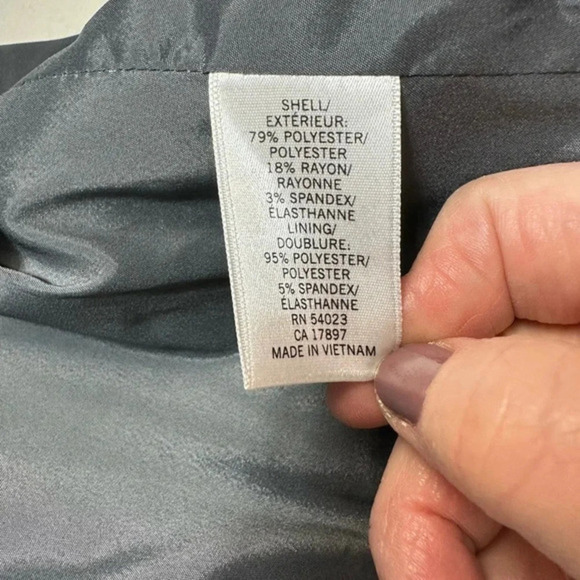 SHELL/
EXTÉRIEUR:
79% POLYESTER/
POLYESTER
18% RAYON/
RAYONNE
3% SPANDEX/
ÉLASTHANNE
LINING/
DOUBLURE:
95% POLYESTER/
POLYESTER
5% SPANDEX/
ÉLASTHANNE
RN 54023
CA 17897
MADE IN VIETNAM